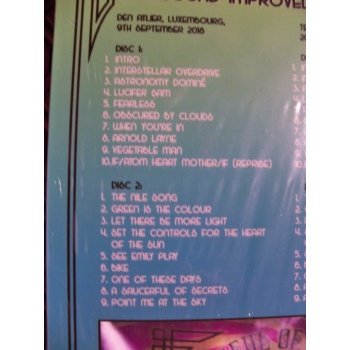 SOUND IMPROVED
DEN ATLIER, LUXEMBOURG,
9TH SEPTEMBER 2018
DISC 1:
1. INTRO
2. INTERSTELLAR OVERDRIVE
3. ASTRONOMY DOMINÉ
4. LUCIFER SAM
5. FEARLESS
6. OBSCURED BY CLOUDS
7. WHEN YOU'RE IN
8. ARNOLD LAYNE
9. VEGETABLE MAN
10. IF/ATOM HEART MOTHER/IF (REPRISE)
DISC 2:
1. THE NILE SONG
2. GREEN IS THE COLOUR
3. LET THERE BE MORE LIGHT
4. SET THE CONTROLS FOR THE HEART
OF THE SUN
5. SEE EMILY PLAY
6. BIKE
7. ONE OF THESE DAYS
8. A SAUCERFUL OF SECRETS
9. POINT ME AT THE SKY